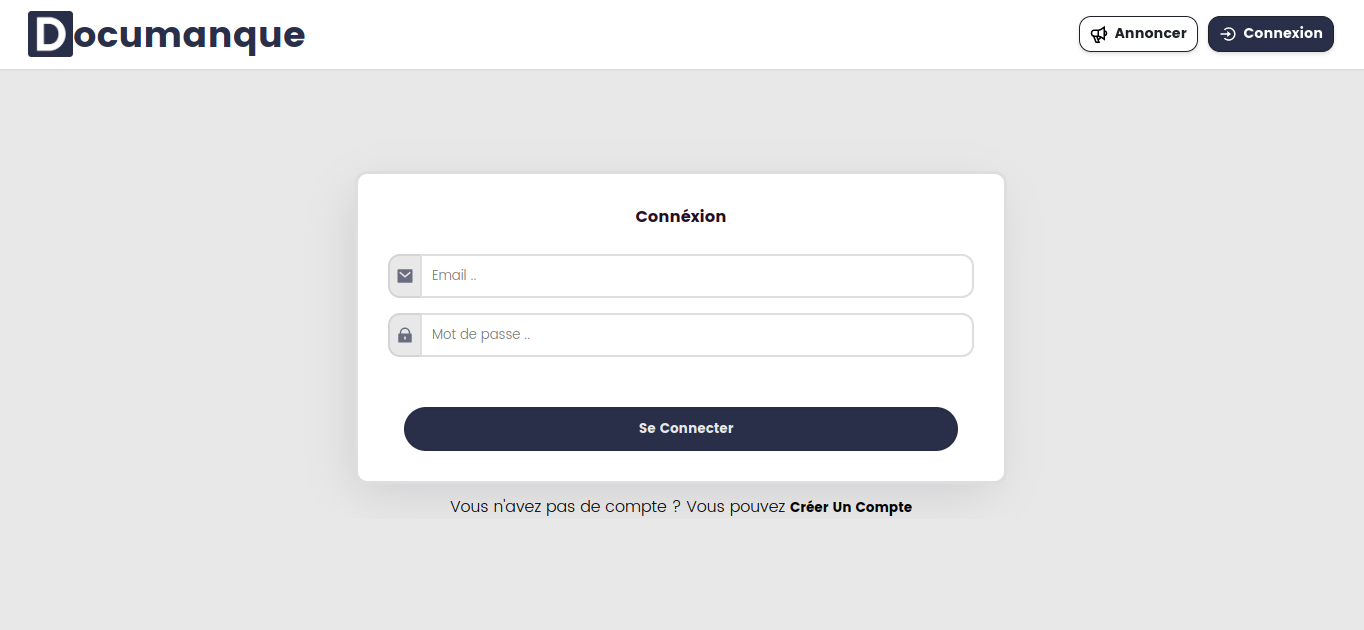 Documanque
Annoncer
Connexion
Connéxion
Email ..
Mot de passe ..
Se Connecter
Vous n'avez pas de compte ? Vous pouvez Créer Un Compte